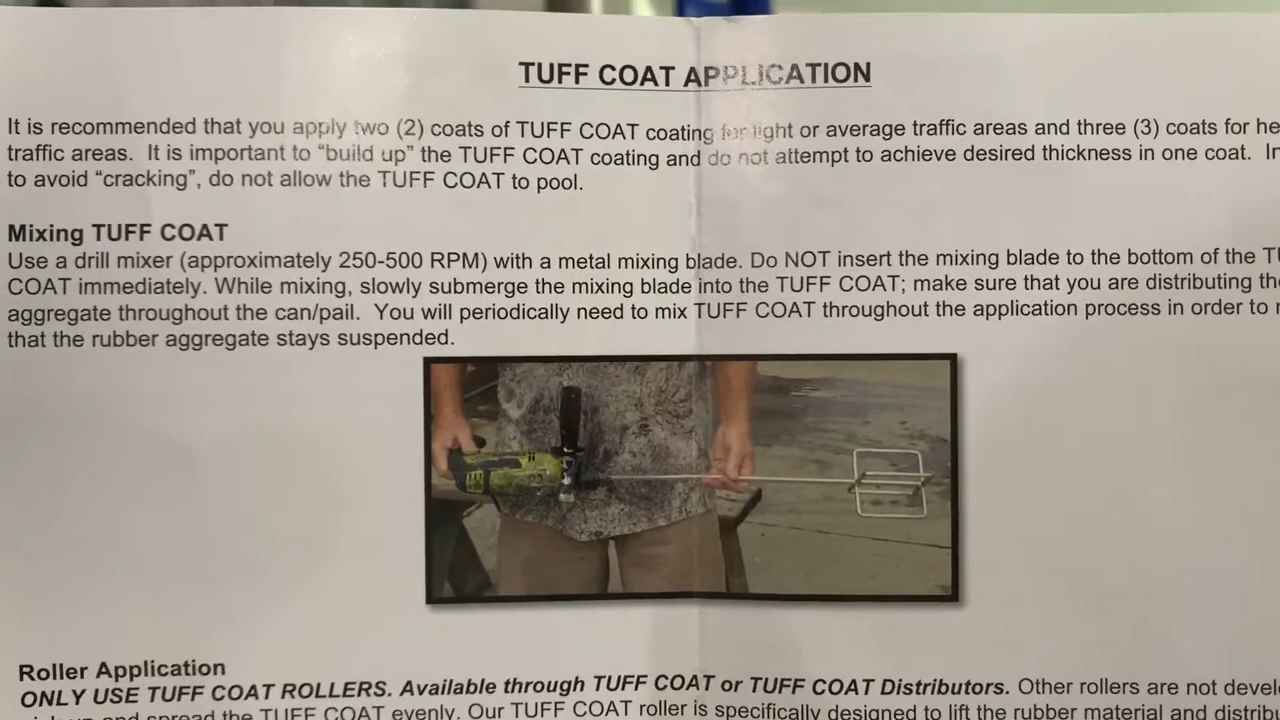 TUFF COAT APPLICATION
It is recommended that you apply two (2) coats of TUFF COAT coating for light or average traffic areas and three (3) coats for he
traffic areas. It is important to “build up” the TUFF COAT coating and do not attempt to achieve desired thickness in one coat. In
to avoid “cracking”, do not allow the TUFF COAT to pool.
Mixing TUFF COAT
Use a drill mixer (approximately 250-500 RPM) with a metal mixing blade. Do NOT insert the mixing blade to the bottom of the TU
COAT immediately. While mixing, slowly submerge the mixing blade into the TUFF COAT; make sure that you are distributing the
aggregate throughout the can/pail. You will periodically need to mix TUFF COAT throughout the application process in order to
that the rubber aggregate stays suspended.
Roller Application
ONLY USE TUFF COAT ROLLERS. Available through TUFF COAT or TUFF COAT Distributors. Other rollers are not develo
and spread the TUFF COAT evenly. Our TUFF COAT roller is specifically designed to lift the rubber material and distribu